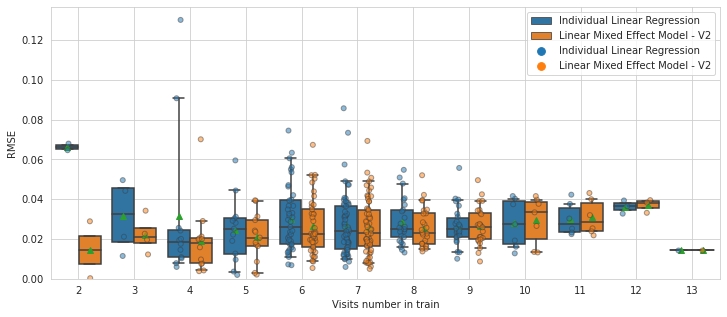 Individual Linear Regression
Linear Mixed Effect Model - V2
Individual Linear Regression
Linear Mixed Effect Model - V2
0.12
0.10
0.08
0.06
0.04
0.02
0.00
RMSE
2 3 4 5 6 7 8 9 10 11 12 13
Visits number in train